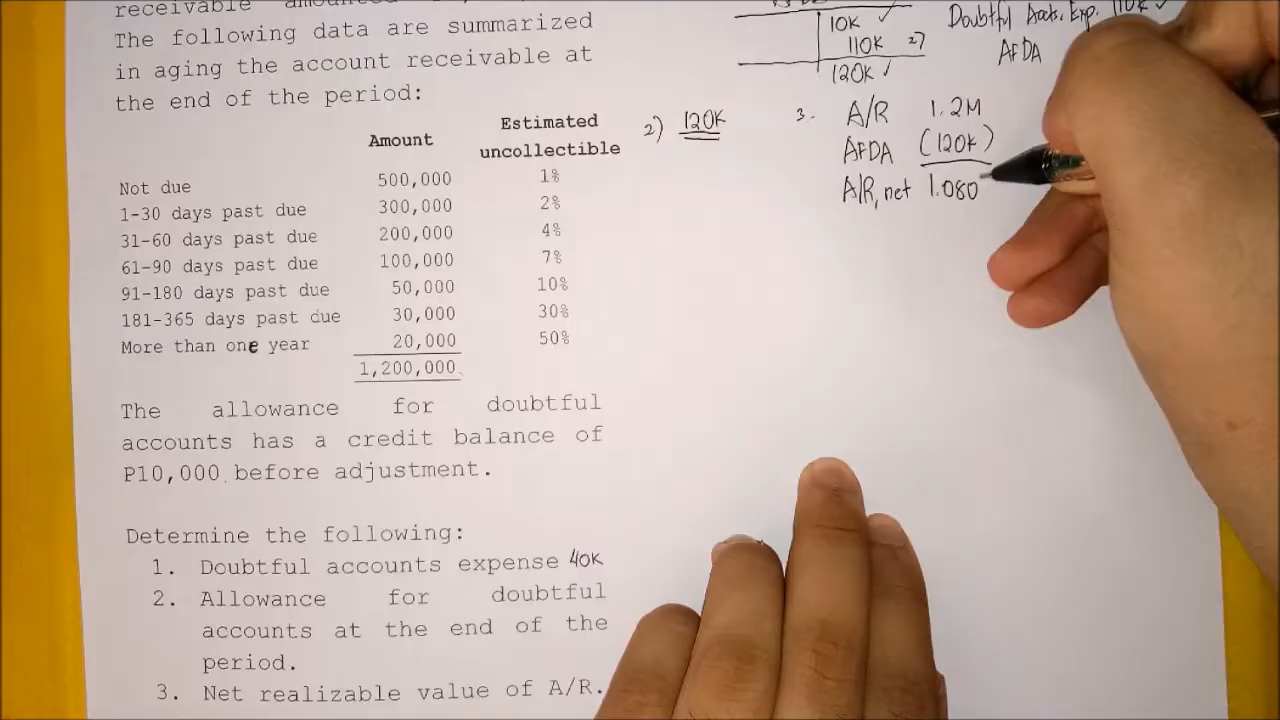 receivable
The following data are summarized
in aging the account receivable at
the end of the period:
Amount Estimated uncollectible
Not due 500,000 1%
1-30 days past due 300,000 2%
31-60 days past due 200,000 4%
61-90 days past due 100,000 7%
91-180 days past due 50,000 10%
181-365 days past due 30,000 30%
More than one year 20,000 50%
1,200,000
The allowance for doubtful
accounts has a credit balance of
P10,000 before adjustment.
Determine the following:
1. Doubtful accounts expense 40K
2. Allowance for doubtful
accounts at the end of the
period.
3. Net realizable value of A/R.
2) 120K
10K ✓
110K 2)
120K ✓
Doubtful Accts. Exp. 110K ✓
AFDA
3. A/R 1.2M
AFDA (120K)
A/R, net 1.080